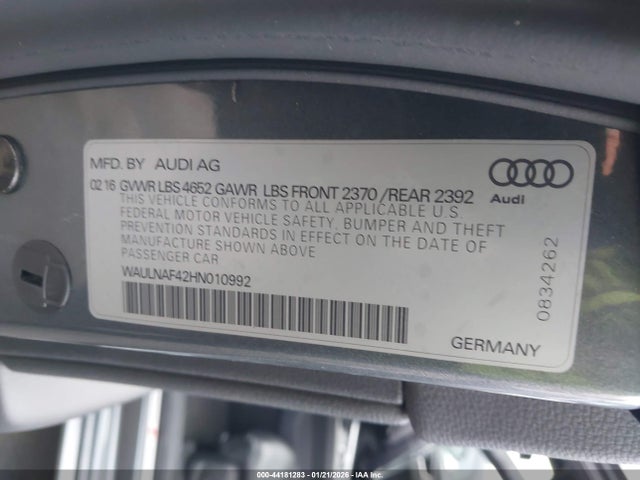 MFD. BY AUDI AG
02 16 GVWR LBS 4652 GAWR LBS FRONT 2370 / REAR 2392
THIS VEHICLE CONFORMS TO ALL APPLICABLE U.S.
FEDERAL MOTOR VEHICLE SAFETY, BUMPER AND THEFT
PREVENTION STANDARDS IN EFFECT ON THE DATE OF
MANUFACTURE SHOWN ABOVE
PASSENGER CAR
WAULNAF42HN010992
Audi
0834262
GERMANY
000-44181283 - 01/21/2026 - IAA Holdings, LLC